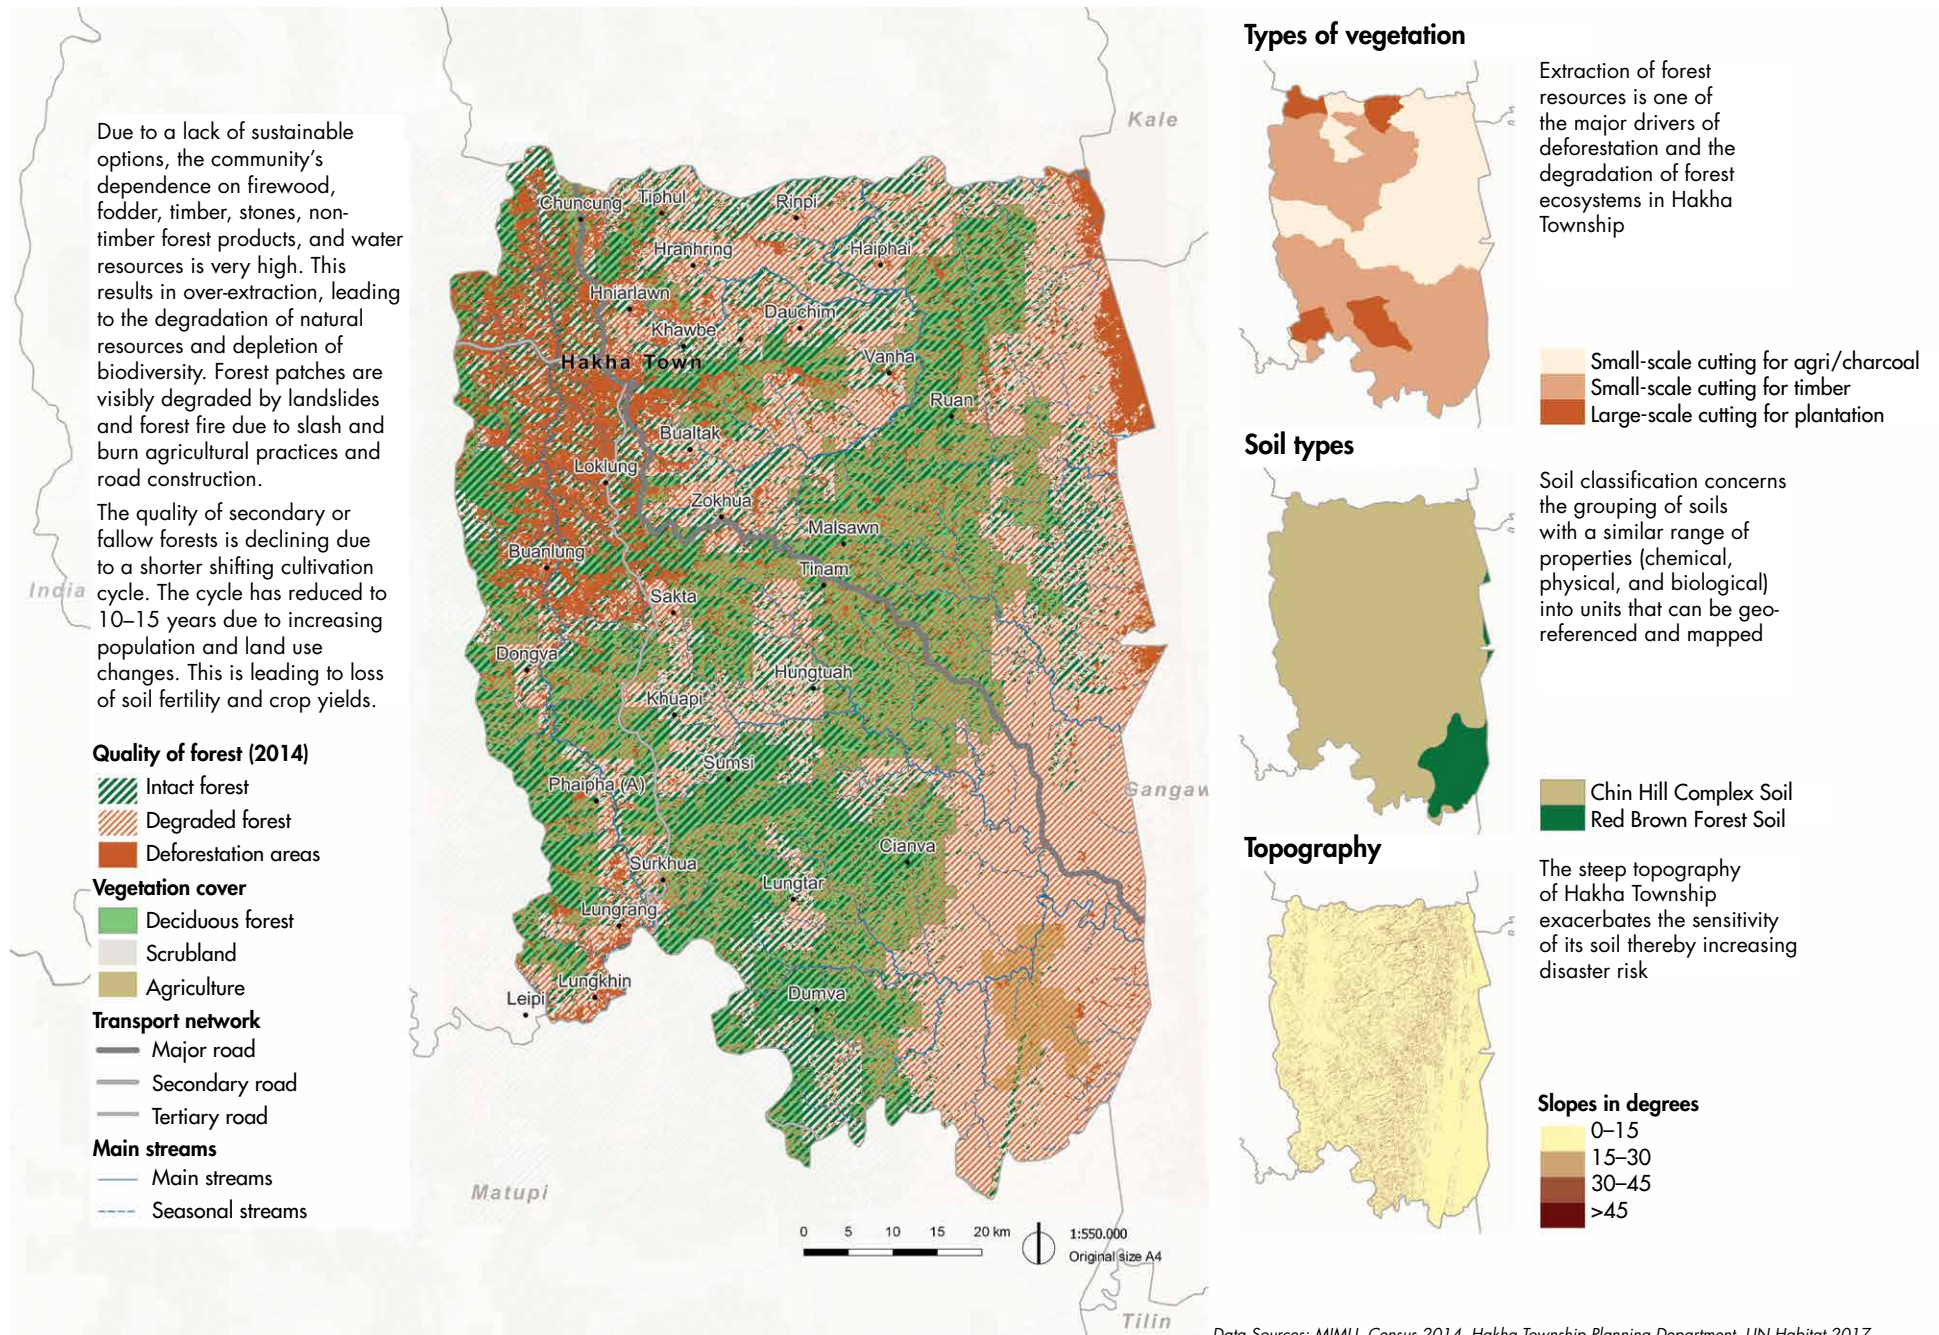 Due to a lack of sustainable
options, the community's
dependence on firewood,
fodder, timber, stones, non-
timber forest products, and water
resources is very high. This
results in over-extraction, leading
to the degradation of natural
resources and depletion of
biodiversity. Forest patches are
visibly degraded by landslides
and forest fire due to slash and
burn agricultural practices and
road construction.
The quality of secondary or
fallow forests is declining due
to a shorter shifting cultivation
cycle. The cycle has reduced to
10–15 years due to increasing
population and land use
changes. This is leading to loss
of soil fertility and crop yields.
Quality of forest (2014)
Intact forest
Degraded forest
Deforestation areas
Vegetation cover
Deciduous forest
Scrubland
Agriculture
Transport network
Major road
Secondary road
Tertiary road
Main streams
Main streams
Seasonal streams
India
Kale
Chuncung
Tiphul
Rinpi
Hranhring
Haiphai
Hniarlawn
Dauchim
Khawbe
Hakha Town
Vanha
Ruan
Bualtak
Loklung
Zokhua
Malsawn
Buanlung
Tinam
Sakta
Dongva
Hungtuah
Khuapi
Sumsi
Phaipha (A)
Gangaw
Cianva
Surkhua
Lungtar
Lungrang
Lungkhin
Leipi
Dumva
Matupi
0 5 10 15 20 km
1:550.000
Original size A4
Tilin
Types of vegetation
Extraction of forest
resources is one of
the major drivers of
deforestation and the
degradation of forest
ecosystems in Hakha
Township
Small-scale cutting for agri/charcoal
Small-scale cutting for timber
Large-scale cutting for plantation
Soil types
Soil classification concerns
the grouping of soils
with a similar range of
properties (chemical,
physical, and biological)
into units that can be geo-
referenced and mapped
Chin Hill Complex Soil
Red Brown Forest Soil
Topography
The steep topography
of Hakha Township
exacerbates the sensitivity
of its soil thereby increasing
disaster risk
Slopes in degrees
0–15
15–30
30–45
>45
Data Sources: MIMU, Census 2014, Hakha Township Planning Department, UN-Habitat 2017